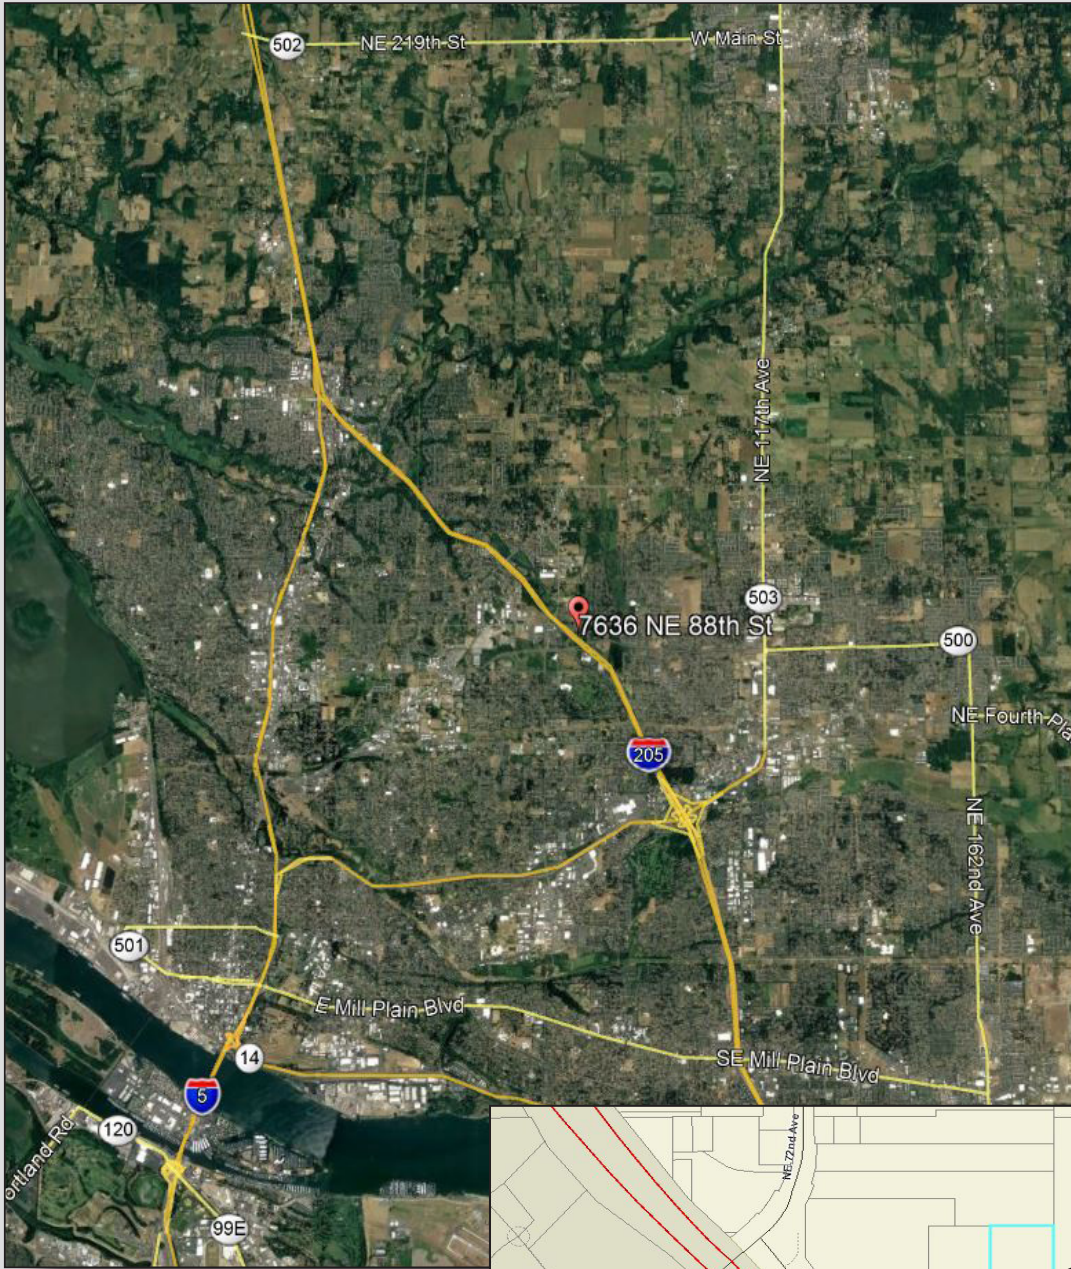 502
NE 219th St
W Main St
NE 117th Ave
503
7636 NE 88th St
500
NE Fourth Pla
205
NE 162nd Ave
501
E Mill Plain Blvd
14
SE Mill Plain Blvd
5
120
ortland Rd
NE 72nd Ave
99E